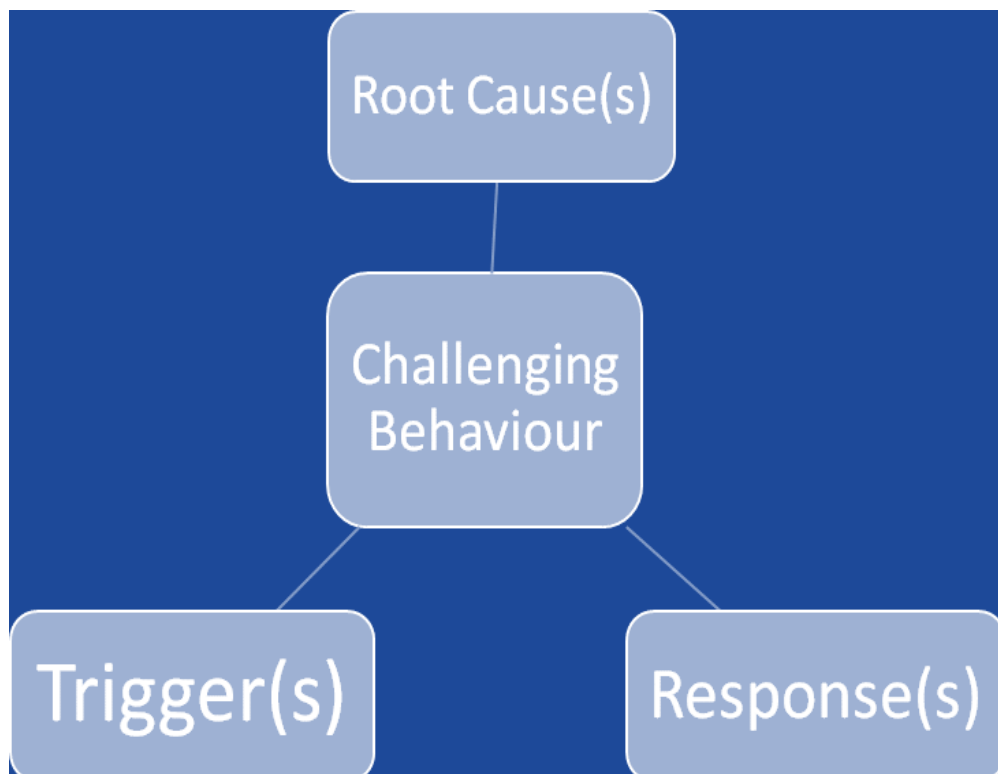 Root Cause(s)
Challenging
Behaviour
Trigger(s)
Response(s)